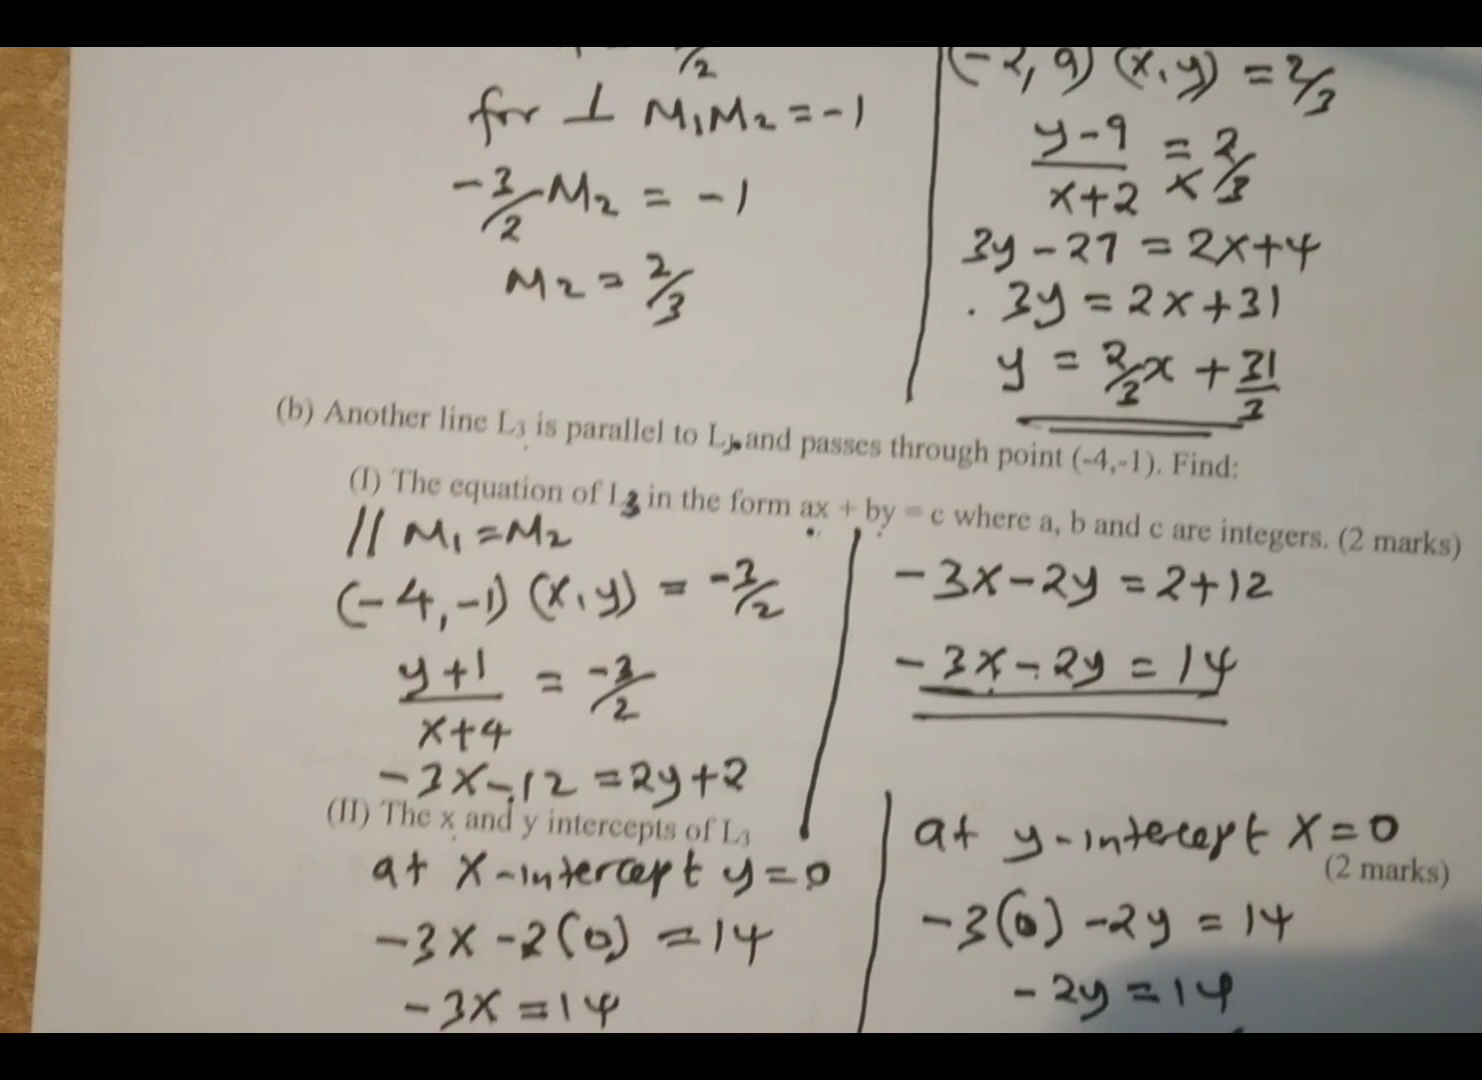 for ⊥ M₁M₂ = -1
-3/2 M₂ = -1
M₂ = 2/3
(-2, 9) (x, y) = 2/3
y-9/x+2 = 2/3
3y - 27 = 2x+4
3y = 2x+31
y = 2/3x + 31/3
(b) Another line L3 is parallel to L1 and passes through point (-4,-1). Find:
(I) The equation of L3 in the form ax + by = c where a, b and c are integers. (2 marks)
// M₁ = M₂
(-4, -1) (x, y) = -3/2
y+1/x+4 = -3/2
-3x-12 = 2y+2
-3x-2y = 2+12
-3x-2y = 14
(II) The x and y intercepts of L3
(2 marks)
at x-intercept y=0
-3x-2(0) = 14
-3x = 14
at y-intercept x=0
-3(0) -2y = 14
-2y = 14